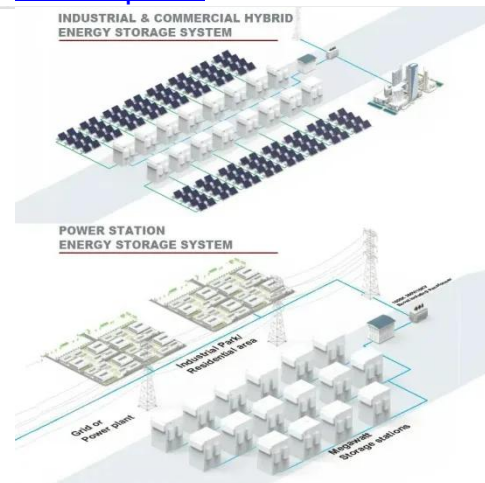 INDUSTRIAL & COMMERCIAL HYBRID
ENERGY STORAGE SYSTEM
POWER STATION
ENERGY STORAGE SYSTEM
Industrial Park/
Residential area
Grid or
Power plant
Megawatt
Storage stations